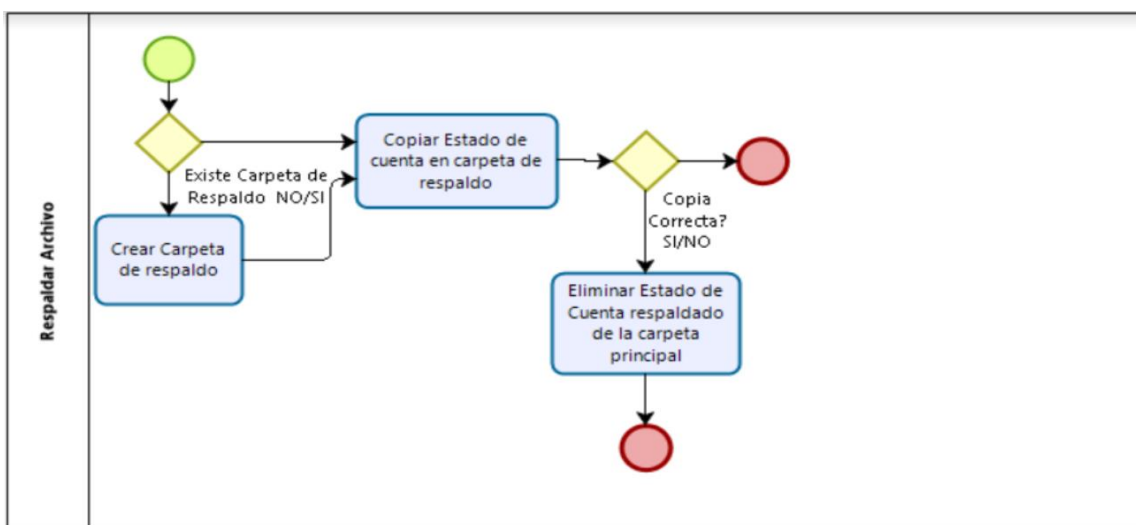 Respaldar Archivo
Existe Carpeta de
Respaldo NO/SI
Crear Carpeta
de respaldo
Copiar Estado de
cuenta en carpeta de
respaldo
Copia
Correcta?
SI/NO
Eliminar Estado de
Cuenta respaldado
de la carpeta
principal